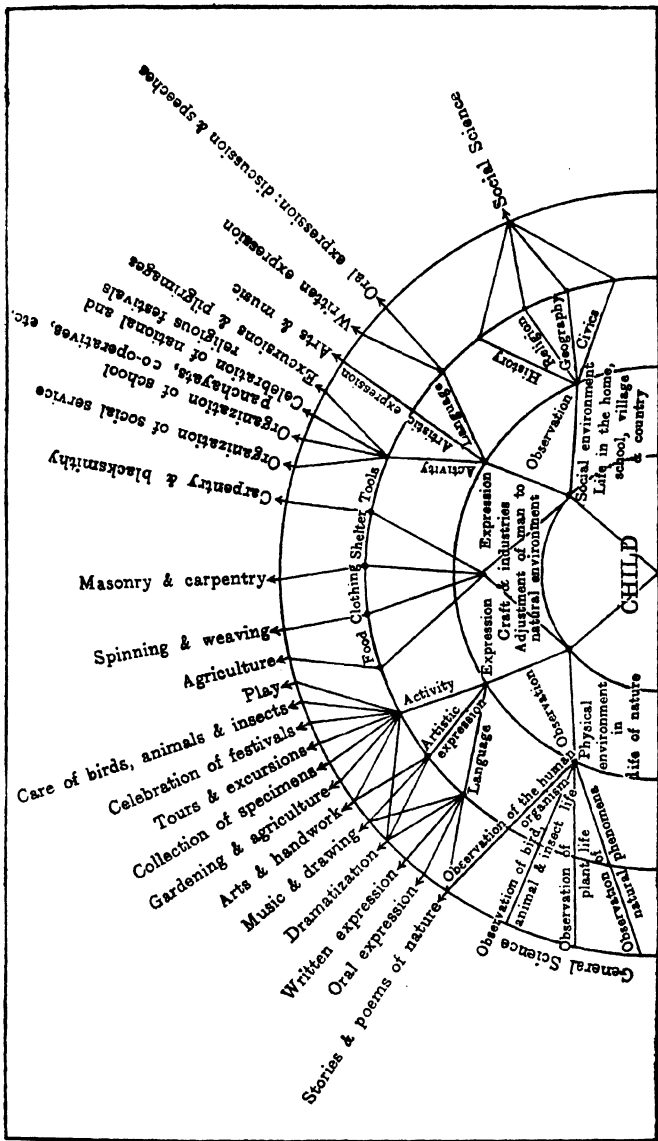 Oral expression: discussion & speeches
Written expression
Arts & music
Excursions & pilgrimages
Celebration of national and
religious festivals
Organization of school
Panchayats, co-operatives, etc.
Organization of social service
Carpentry & blacksmithy
Masonry & carpentry
Spinning & weaving
Agriculture
Play
Care of birds, animals & insects
Celebration of festivals
Tours & excursions
Collection of specimens
Gardening & agriculture
Arts & handwork
Music & drawing
Dramatization
Written expression
Oral expression
Stories & poems of nature
Social Science
History
Religion
Geography
Civics
Language
Artistic
expression
Activity
Tools
Shelter
Clothing
Food
Activity
Artistic
expression
Language
Observation
Social environment
Life in the home,
school, village
& country
Expression
Craft & industries
Adjustment of man to
natural environment
Expression
Observation
Physical
environment
in
life of nature
CHILD
Observation of the human
organism
Observation of bird,
animal & insect life
Observation of
plant life
Observation of
natural phenomena
General Science